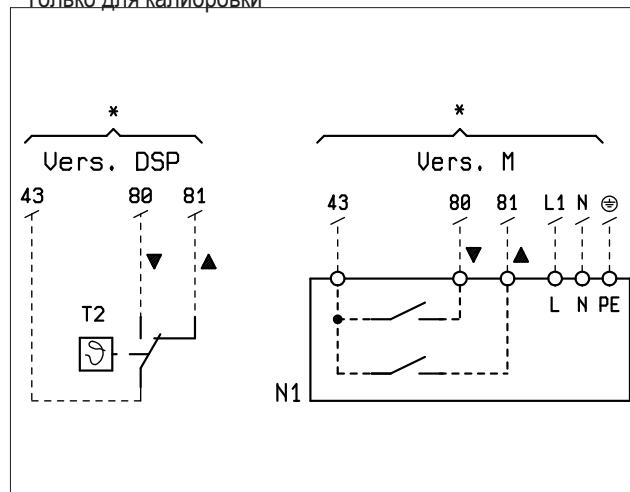 Только для калибровки
* *
Vers. DSP Vers. M
43 80 81 43 80 81 L1 N
T2
L N PE
N1